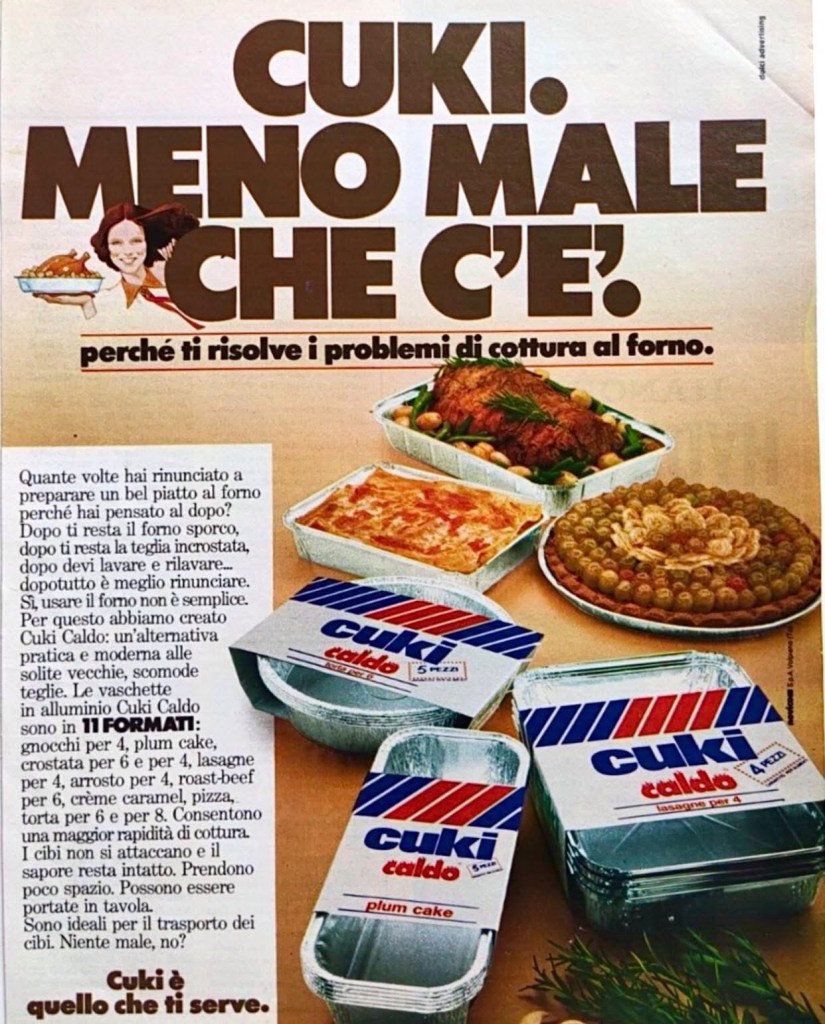 dulci advertising
CUKI.
MENO MALE
CHE C'E'.
perché ti risolve i problemi di cottura al forno.
Quante volte hai rinunciato a
preparare un bel piatto al forno
perché hai pensato al dopo?
Dopo ti resta il forno sporco,
dopo ti resta la teglia incrostata,
dopo devi lavare e rilavare...
dopotutto è meglio rinunciare.
Sì, usare il forno non è semplice.
Per questo abbiamo creato
Cuki Caldo: un'alternativa
pratica e moderna alle
solite vecchie, scomode
teglie. Le vaschette
in alluminio Cuki Caldo
sono in 11 FORMATI:
gnocchi per 4, plum cake,
crostata per 6 e per 4, lasagne
per 4, arrosto per 4, roast-beef
per 6, crème caramel, pizza,
torta per 6 e per 8. Consentono
una maggior rapidità di cottura.
I cibi non si attaccano e il
sapore resta intatto. Prendono
poco spazio. Possono essere
portate in tavola.
Sono ideali per il trasporto dei
cibi. Niente male, no?
Cuki è
quello che ti serve.
cuki
caldo
5 PEZZI
cuki
caldo
4 PEZZI
lasagne per 4
cuki
caldo
5 PEZZI
plum cake